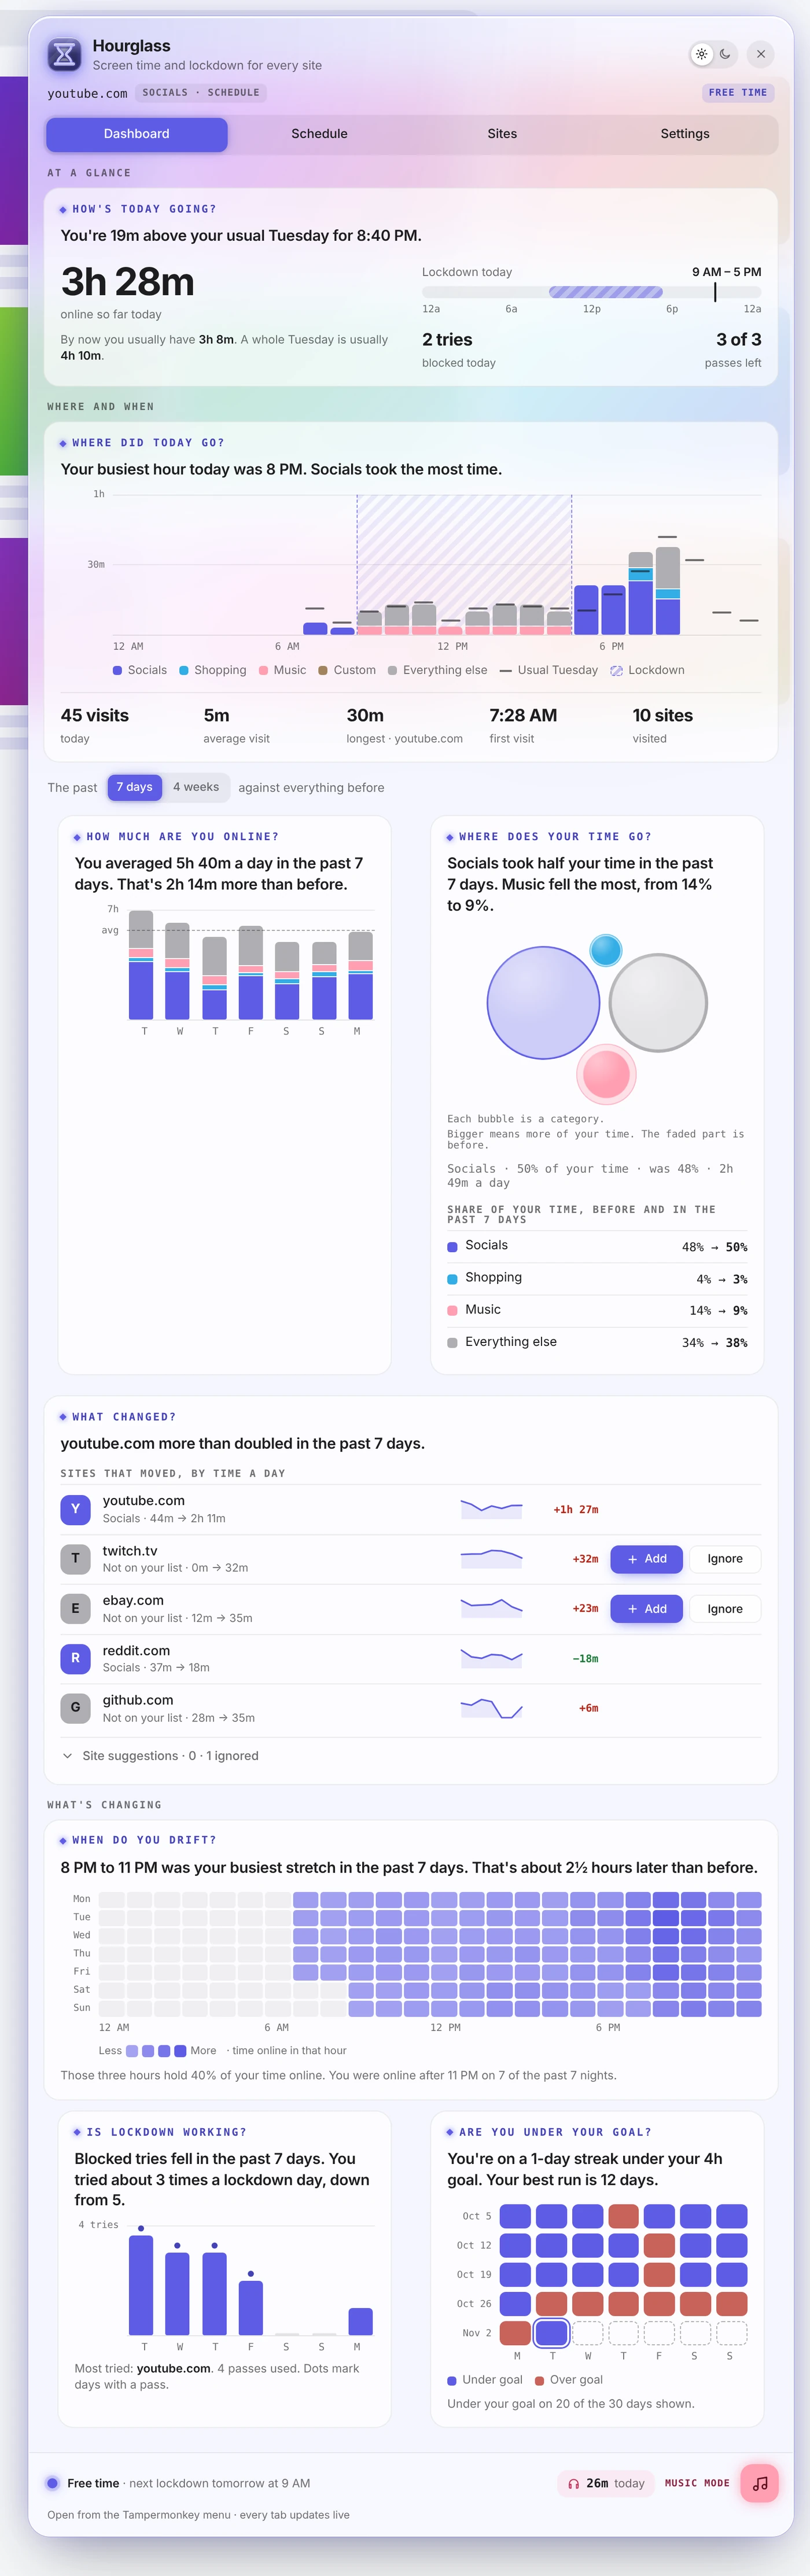 Hourglass
Screen time and lockdown for every site
youtube.com SOCIALS · SCHEDULE FREE TIME
Dashboard Schedule Sites Settings
AT A GLANCE
HOW'S TODAY GOING?
You're 19m above your usual Tuesday for 8:40 PM.
3h 28m
online so far today
By now you usually have 3h 8m. A whole Tuesday is usually
4h 10m.
Lockdown today 9 AM – 5 PM
12a 6a 12p 6p 12a
2 tries 3 of 3
blocked today passes left
WHERE AND WHEN
WHERE DID TODAY GO?
Your busiest hour today was 8 PM. Socials took the most time.
1h
30m
12 AM 6 AM 12 PM 6 PM
Socials Shopping Music Custom Everything else Usual Tuesday Lockdown
45 visits 5m 30m 7:28 AM 10 sites
today average visit longest · youtube.com first visit visited
The past 7 days 4 weeks against everything before
HOW MUCH ARE YOU ONLINE?
You averaged 5h 40m a day in the past 7
days. That's 2h 14m more than before.
7h
avg
T W T F S S M
WHERE DOES YOUR TIME GO?
Socials took half your time in the past
7 days. Music fell the most, from 14%
to 9%.
Each bubble is a category.
Bigger means more of your time. The faded part is
before.
Socials · 50% of your time · was 48% · 2h
49m a day
SHARE OF YOUR TIME, BEFORE AND IN THE
PAST 7 DAYS
Socials 48% → 50%
Shopping 4% → 3%
Music 14% → 9%
Everything else 34% → 38%
WHAT CHANGED?
youtube.com more than doubled in the past 7 days.
SITES THAT MOVED, BY TIME A DAY
Y youtube.com +1h 27m
Socials · 44m → 2h 11m
T twitch.tv +32m + Add Ignore
Not on your list · 0m → 32m
E ebay.com +23m + Add Ignore
Not on your list · 12m → 35m
R reddit.com −18m
Socials · 37m → 18m
G github.com +6m
Not on your list · 28m → 35m
Site suggestions · 0 · 1 ignored
WHAT'S CHANGING
WHEN DO YOU DRIFT?
8 PM to 11 PM was your busiest stretch in the past 7 days. That's about 2½ hours later than before.
Mon
Tue
Wed
Thu
Fri
Sat
Sun
12 AM 6 AM 12 PM 6 PM
Less More · time online in that hour
Those three hours hold 40% of your time online. You were online after 11 PM on 7 of the past 7 nights.
IS LOCKDOWN WORKING?
Blocked tries fell in the past 7 days. You
tried about 3 times a lockdown day, down
from 5.
4 tries
T W T F S S M
Most tried: youtube.com. 4 passes used. Dots mark
days with a pass.
ARE YOU UNDER YOUR GOAL?
You're on a 1-day streak under your 4h
goal. Your best run is 12 days.
Oct 5
Oct 12
Oct 19
Oct 26
Nov 2
M T W T F S S
Under goal Over goal
Under your goal on 20 of the 30 days shown.
Free time · next lockdown tomorrow at 9 AM 26m today MUSIC MODE
Open from the Tampermonkey menu · every tab updates live